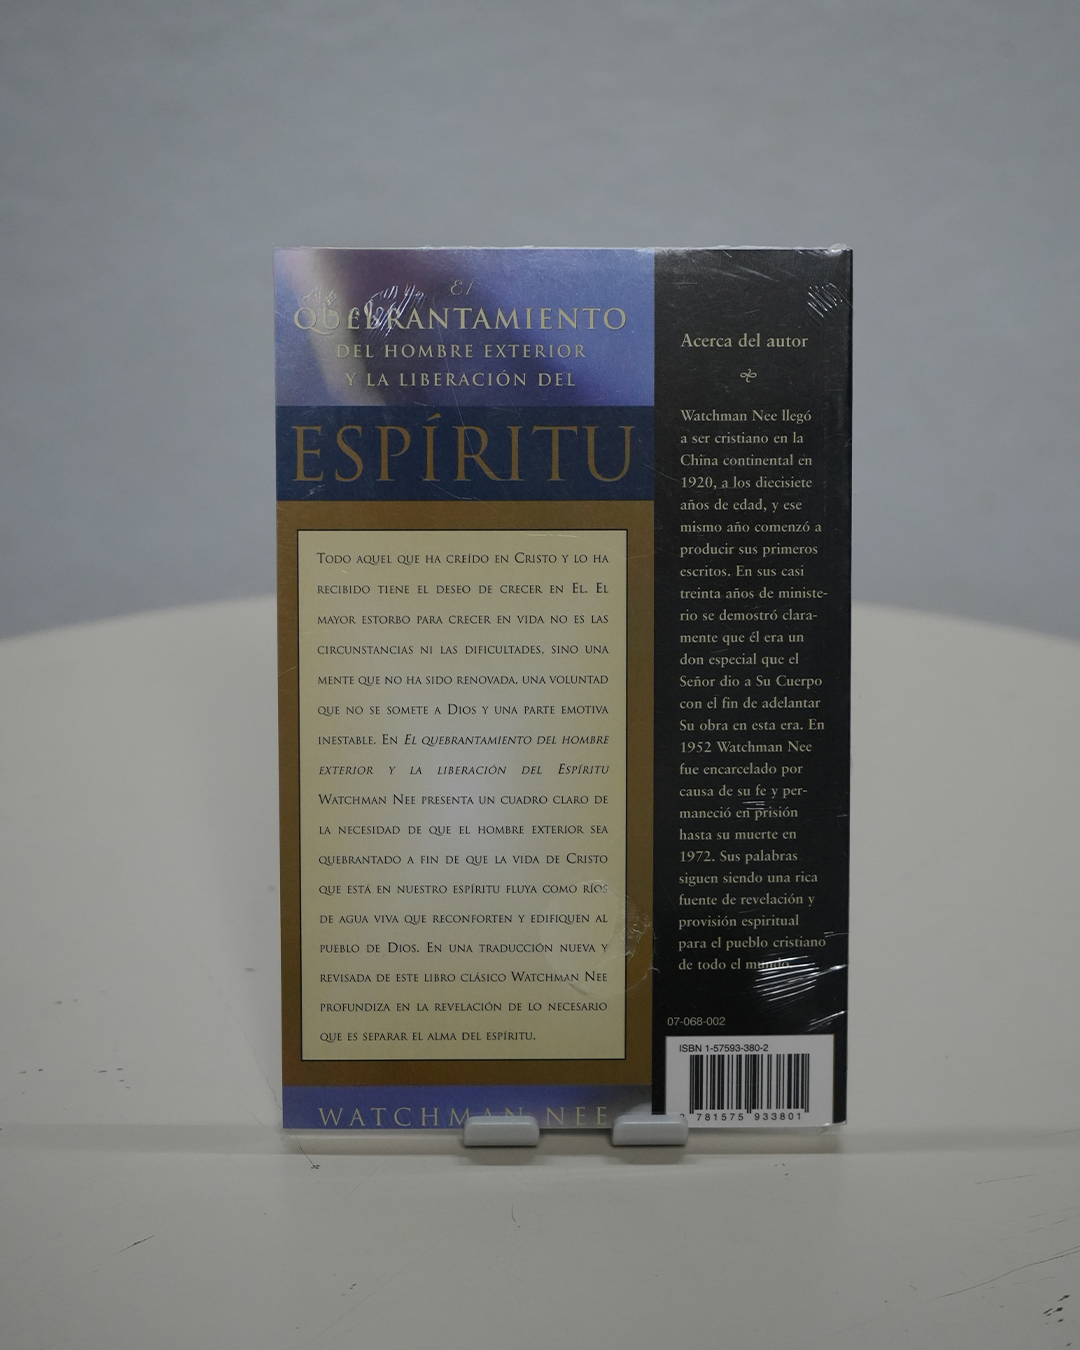 El
QUEBRANTAMIENTO
DEL HOMBRE EXTERIOR
Y LA LIBERACIÓN DEL
ESPÍRITU
TODO AQUEL QUE HA CREÍDO EN CRISTO Y LO HA
RECIBIDO TIENE EL DESEO DE CRECER EN EL. EL
MAYOR ESTORBO PARA CRECER EN VIDA NO ES LAS
CIRCUNSTANCIAS NI LAS DIFICULTADES, SINO UNA
MENTE QUE NO HA SIDO RENOVADA, UNA VOLUNTAD
QUE NO SE SOMETE A DIOS Y UNA PARTE EMOTIVA
INESTABLE. EN EL QUEBRANTAMIENTO DEL HOMBRE
EXTERIOR Y LA LIBERACIÓN DEL ESPÍRITU
WATCHMAN NEE PRESENTA UN CUADRO CLARO DE
LA NECESIDAD DE QUE EL HOMBRE EXTERIOR SEA
QUEBRANTADO A FIN DE QUE LA VIDA DE CRISTO
QUE ESTÁ EN NUESTRO ESPÍRITU FLUYA COMO RÍOS
DE AGUA VIVA QUE RECONFORTEN Y EDIFIQUEN AL
PUEBLO DE DIOS. EN UNA TRADUCCIÓN NUEVA Y
REVISADA DE ESTE LIBRO CLÁSICO WATCHMAN NEE
PROFUNDIZA EN LA REVELACIÓN DE LO NECESARIO
QUE ES SEPARAR EL ALMA DEL ESPÍRITU.
WATCHMAN NEE
Acerca del autor
Watchman Nee llegó
a ser cristiano en la
China continental en
1920, a los diecisiete
años de edad, y ese
mismo año comenzó a
producir sus primeros
escritos. En sus casi
treinta años de ministe-
rio se demostró clara-
mente que él era un
don especial que el
Señor dio a Su Cuerpo
con el fin de adelantar
Su obra en esta era. En
1952 Watchman Nee
fue encarcelado por
causa de su fe y per-
maneció en prisión
hasta su muerte en
1972. Sus palabras
siguen siendo una rica
fuente de revelación y
provisión espiritual
para el pueblo cristiano
de todo el mundo.
07-068-002
ISBN 1-57593-380-2
9 781575 933801